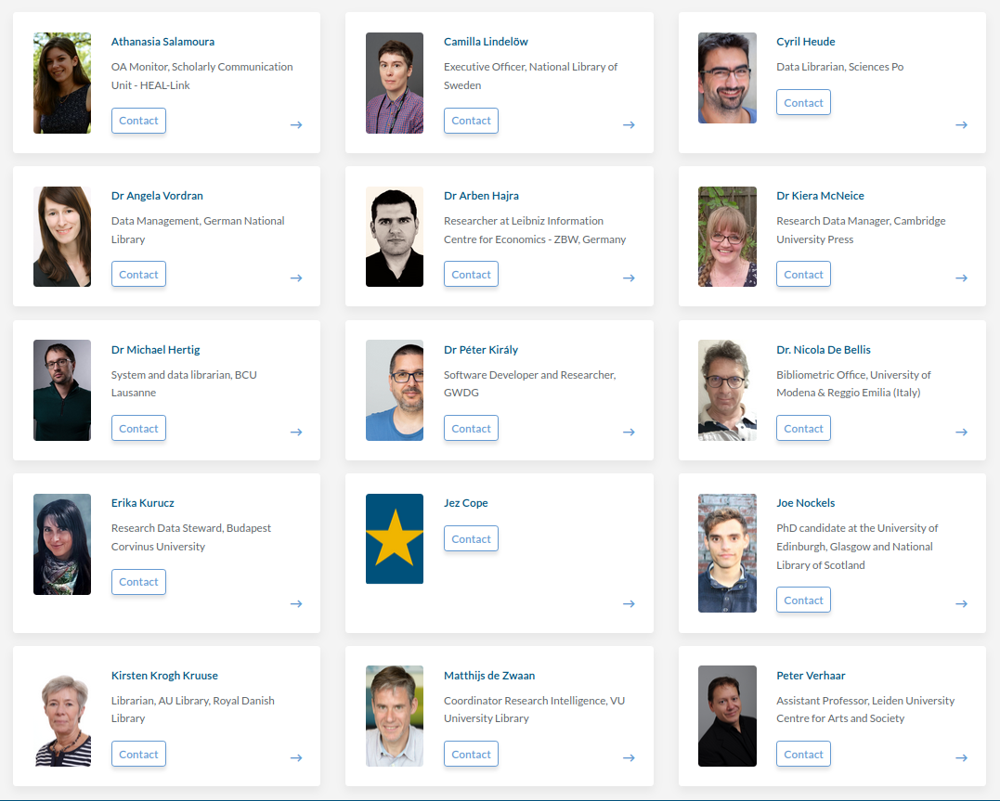 Athanasia Salamoura
OA Monitor, Scholarly Communication
Unit - HEAL-Link
Contact
→
Camilla Lindelöw
Executive Officer, National Library of
Sweden
Contact
→
Cyril Heude
Data Librarian, Sciences Po
Contact
→
Dr Angela Vordran
Data Management, German National
Library
Contact
→
Dr Arben Hajra
Researcher at Leibniz Information
Centre for Economics - ZBW, Germany
Contact
→
Dr Kiera McNeice
Research Data Manager, Cambridge
University Press
Contact
→
Dr Michael Hertig
System and data librarian, BCU
Lausanne
Contact
→
Dr Péter Király
Software Developer and Researcher,
GWDG
Contact
→
Dr. Nicola De Bellis
Bibliometric Office, University of
Modena & Reggio Emilia (Italy)
Contact
→
Erika Kurucz
Research Data Steward, Budapest
Corvinus University
Contact
→
Jez Cope
Contact
→
Joe Nockels
PhD candidate at the University of
Edinburgh, Glasgow and National
Library of Scotland
Contact
→
Kirsten Krogh Kruuse
Librarian, AU Library, Royal Danish
Library
Contact
→
Matthijs de Zwaan
Coordinator Research Intelligence, VU
University Library
Contact
→
Peter Verhaar
Assistant Professor, Leiden University
Centre for Arts and Society
Contact
→